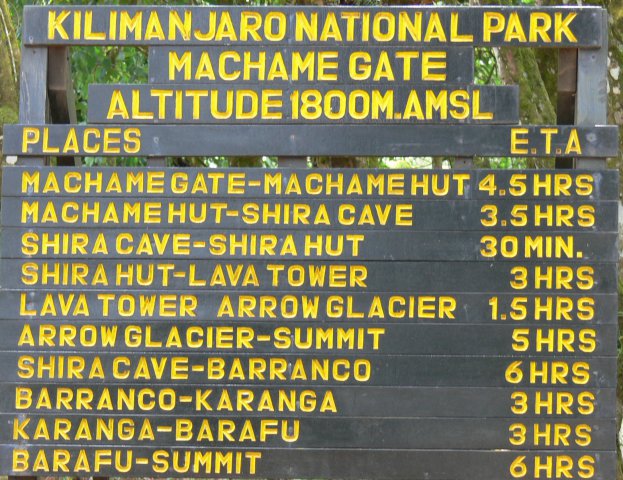 KILIMANJARO NATIONAL PARK
MACHAME GATE
ALTITUDE 1800M.AMSL
PLACES E.T.A
MACHAME GATE-MACHAME HUT 4.5 HRS
MACHAME HUT-SHIRA CAVE 3.5 HRS
SHIRA CAVE-SHIRA HUT 30 MIN.
SHIRA HUT-LAVA TOWER 3 HRS
LAVA TOWER ARROW GLACIER 1.5 HRS
ARROW GLACIER-SUMMIT 5 HRS
SHIRA CAVE-BARRANCO 6 HRS
BARRANCO-KARANGA 3 HRS
KARANGA-BARAFU 3 HRS
BARAFU-SUMMIT 6 HRS